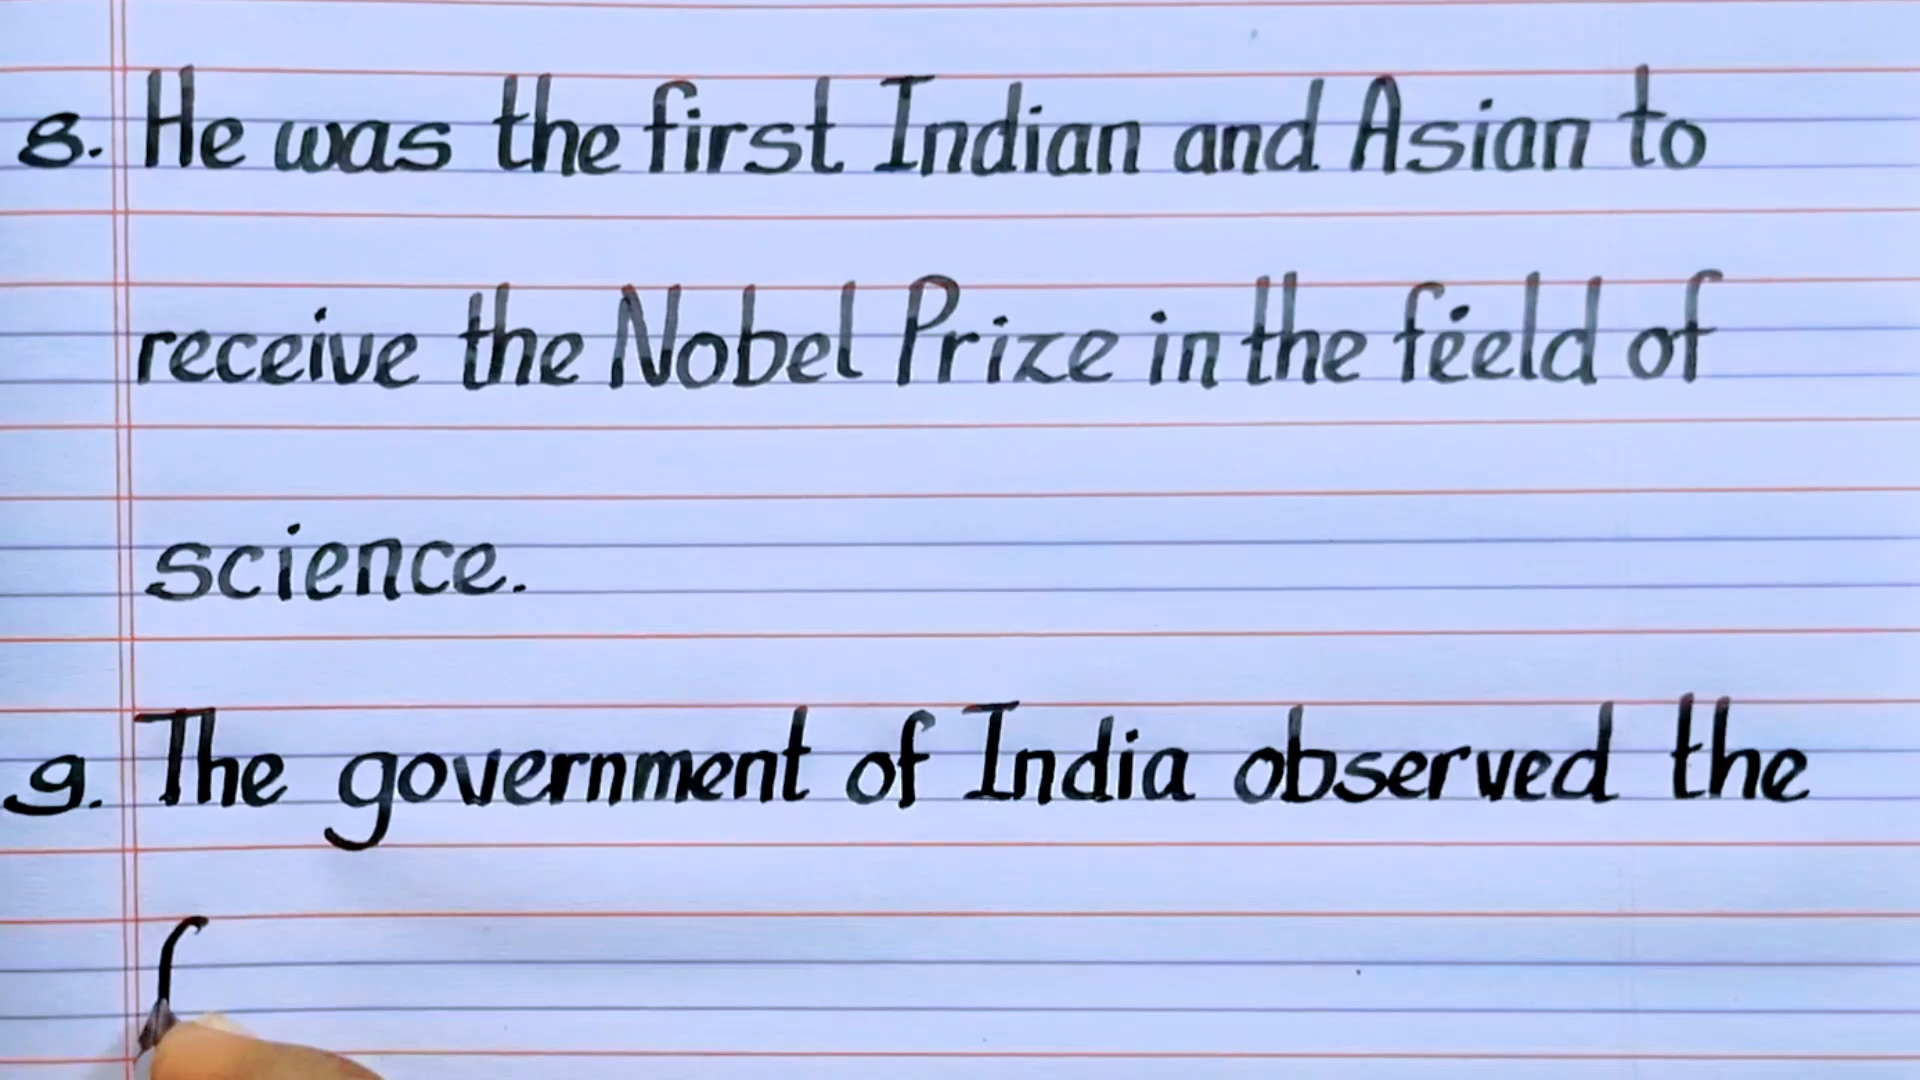 8. He was the first Indian and Asian to
receive the Nobel Prize in the field of
science.
9. The government of India observed the
f